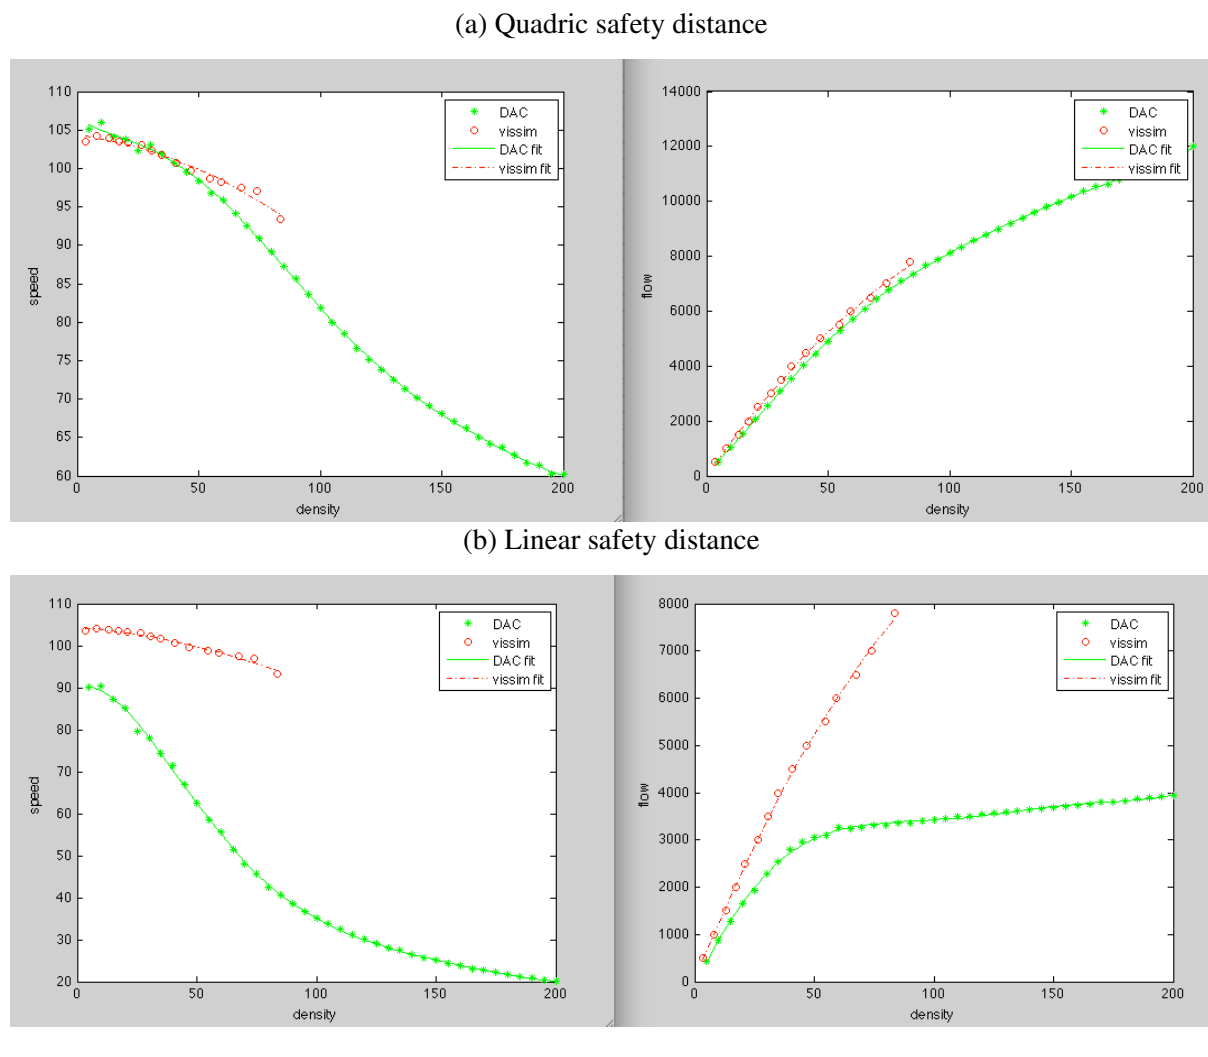 (a) Quadric safety distance
110
105
100
95
90
85
80
75
70
65
60
speed
0 50 100 150 200
density
DAC
vissim
DAC fit
vissim fit
14000
12000
10000
8000
6000
4000
2000
0
flow
0 50 100 150 200
density
DAC
vissim
DAC fit
vissim fit
(b) Linear safety distance
110
100
90
80
70
60
50
40
30
20
speed
0 50 100 150 200
density
DAC
vissim
DAC fit
vissim fit
8000
7000
6000
5000
4000
3000
2000
1000
0
flow
0 50 100 150 200
density
DAC
vissim
DAC fit
vissim fit